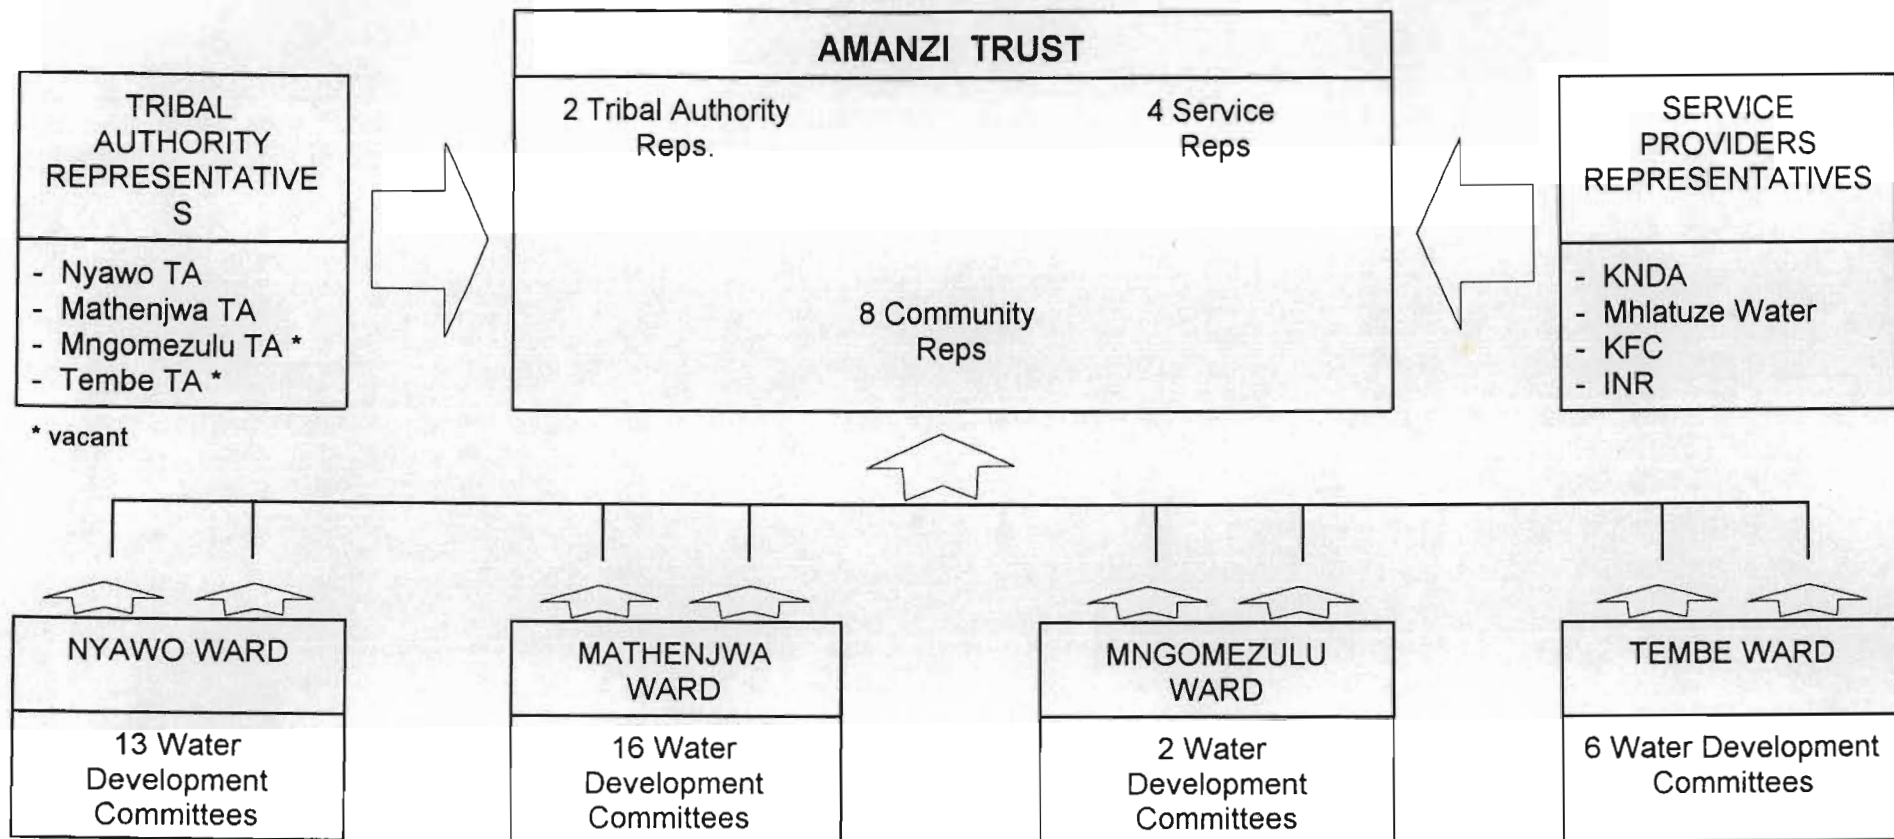 AMANZI TRUST
2 Tribal Authority
Reps.
4 Service
Reps
8 Community
Reps
TRIBAL
AUTHORITY
REPRESENTATIVE
S
- Nyawo TA
- Mathenjwa TA
- Mngomezulu TA *
- Tembe TA *
* vacant
SERVICE
PROVIDERS
REPRESENTATIVES
- KNDA
- Mhlatuze Water
- KFC
- INR
NYAWO WARD
13 Water
Development
Committees
MATHENJWA
WARD
16 Water
Development
Committees
MNGOMEZULU
WARD
2 Water
Development
Committees
TEMBE WARD
6 Water Development
Committees